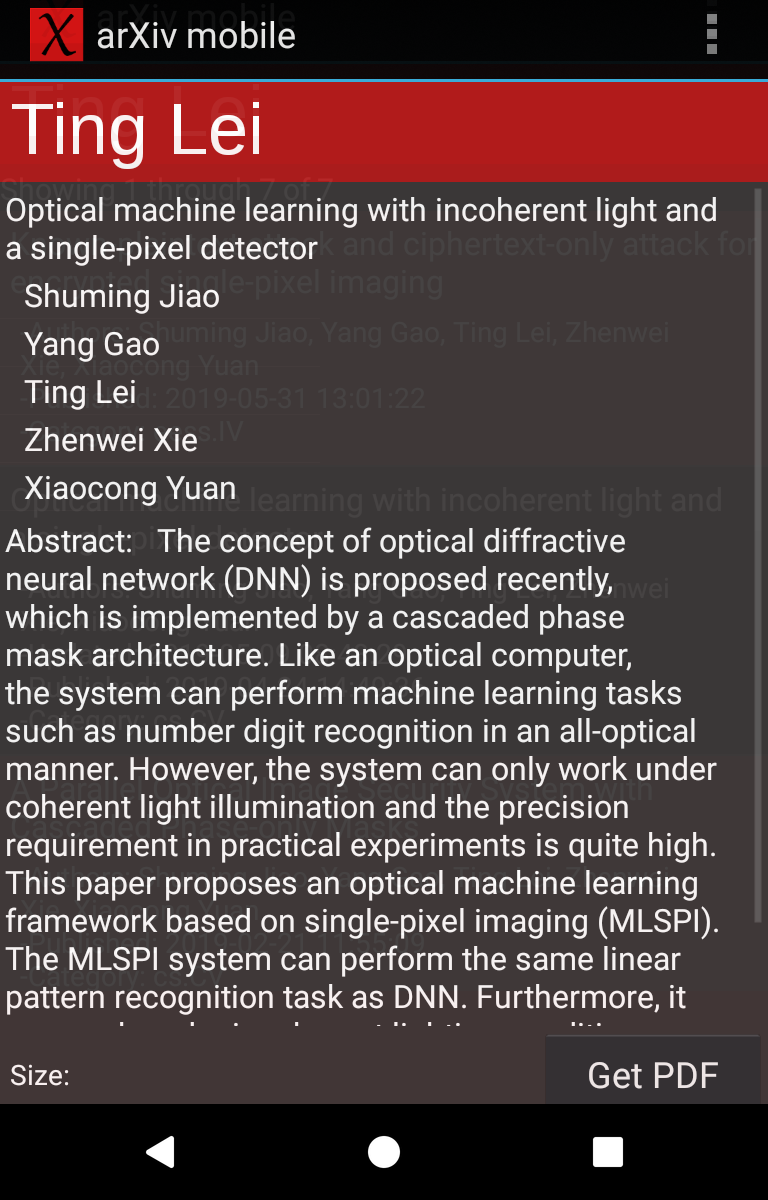 arXiv mobile
Ting Lei
Showing 1 through 7 of 7
Optical machine learning with incoherent light and
a single-pixel detector
Shuming Jiao
Yang Gao
Ting Lei
Zhenwei Xie
Xiaocong Yuan
Abstract: The concept of optical diffractive
neural network (DNN) is proposed recently,
which is implemented by a cascaded phase
mask architecture. Like an optical computer,
the system can perform machine learning tasks
such as number digit recognition in an all-optical
manner. However, the system can only work under
coherent light illumination and the precision
requirement in practical experiments is quite high.
This paper proposes an optical machine learning
framework based on single-pixel imaging (MLSPI).
The MLSPI system can perform the same linear
pattern recognition task as DNN. Furthermore, it
Size:
Get PDF